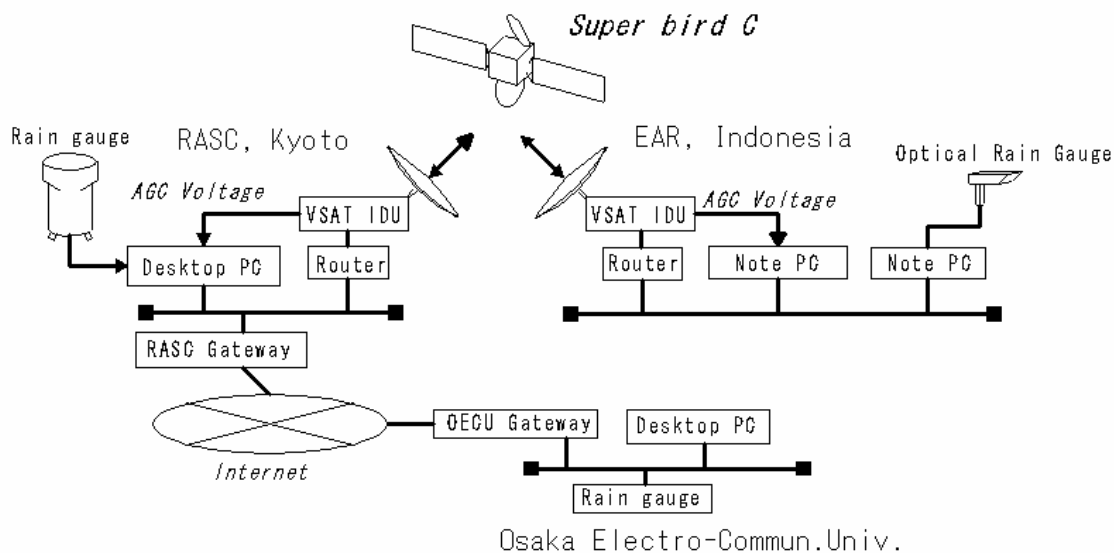 Super bird C
Rain gauge
RASC, Kyoto
EAR, Indonesia
Optical Rain Gauge
AGC Voltage
VSAT IDU
VSAT IDU
AGC Voltage
Desktop PC
Router
Router
Note PC
Note PC
RASC Gateway
Internet
OECU Gateway
Desktop PC
Rain gauge
Osaka Electro-Commun.Univ.